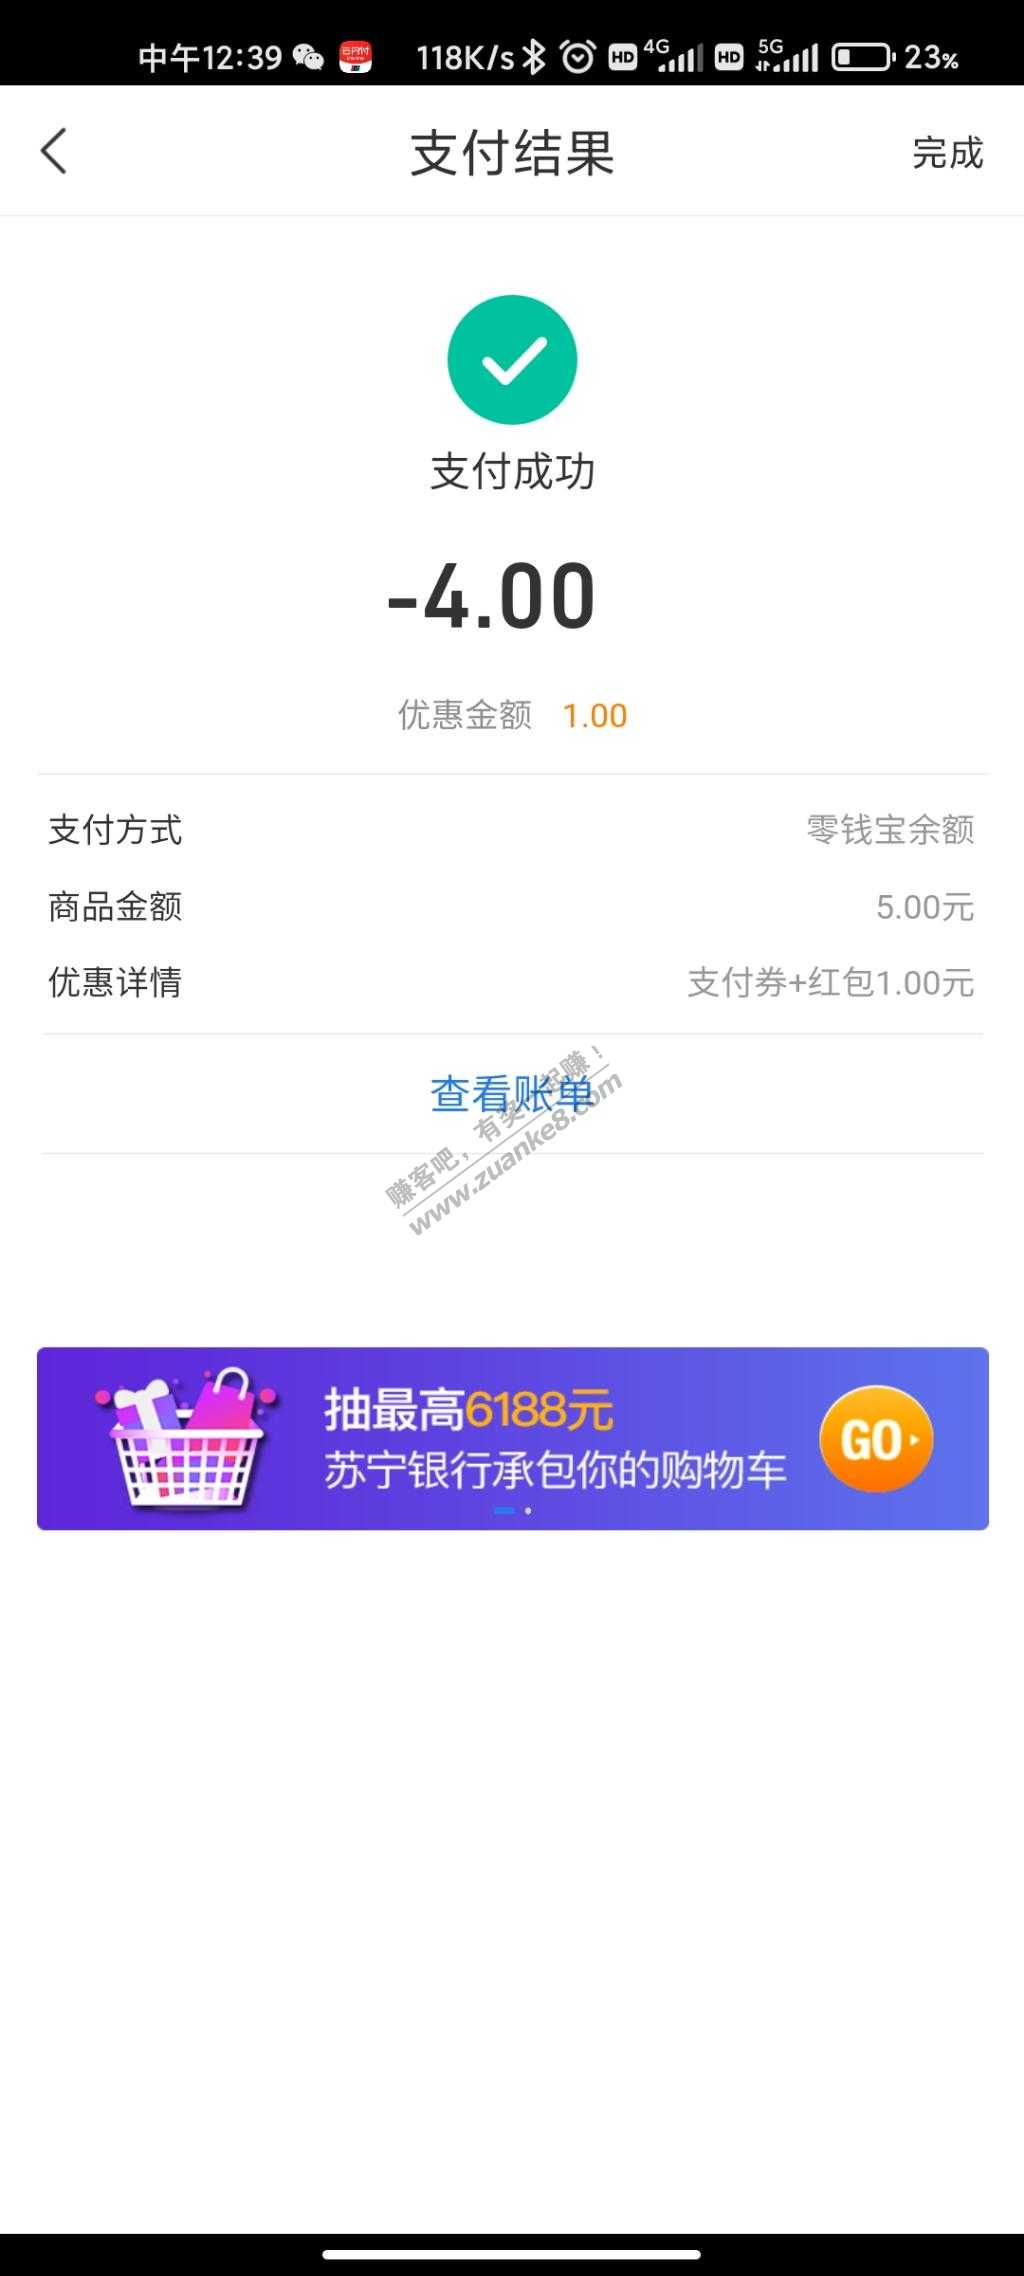 中午12:39 118K/s HD 4G HD 5G 23%
支付结果 完成
支付成功
-4.00
优惠金额 1.00
支付方式 零钱宝余额
商品金额 5.00元
优惠详情 支付券+红包1.00元
查看账单
赚客吧，有奖一起赚！
www.zuanke8.com
抽最高6188元
苏宁银行承包你的购物车
GO